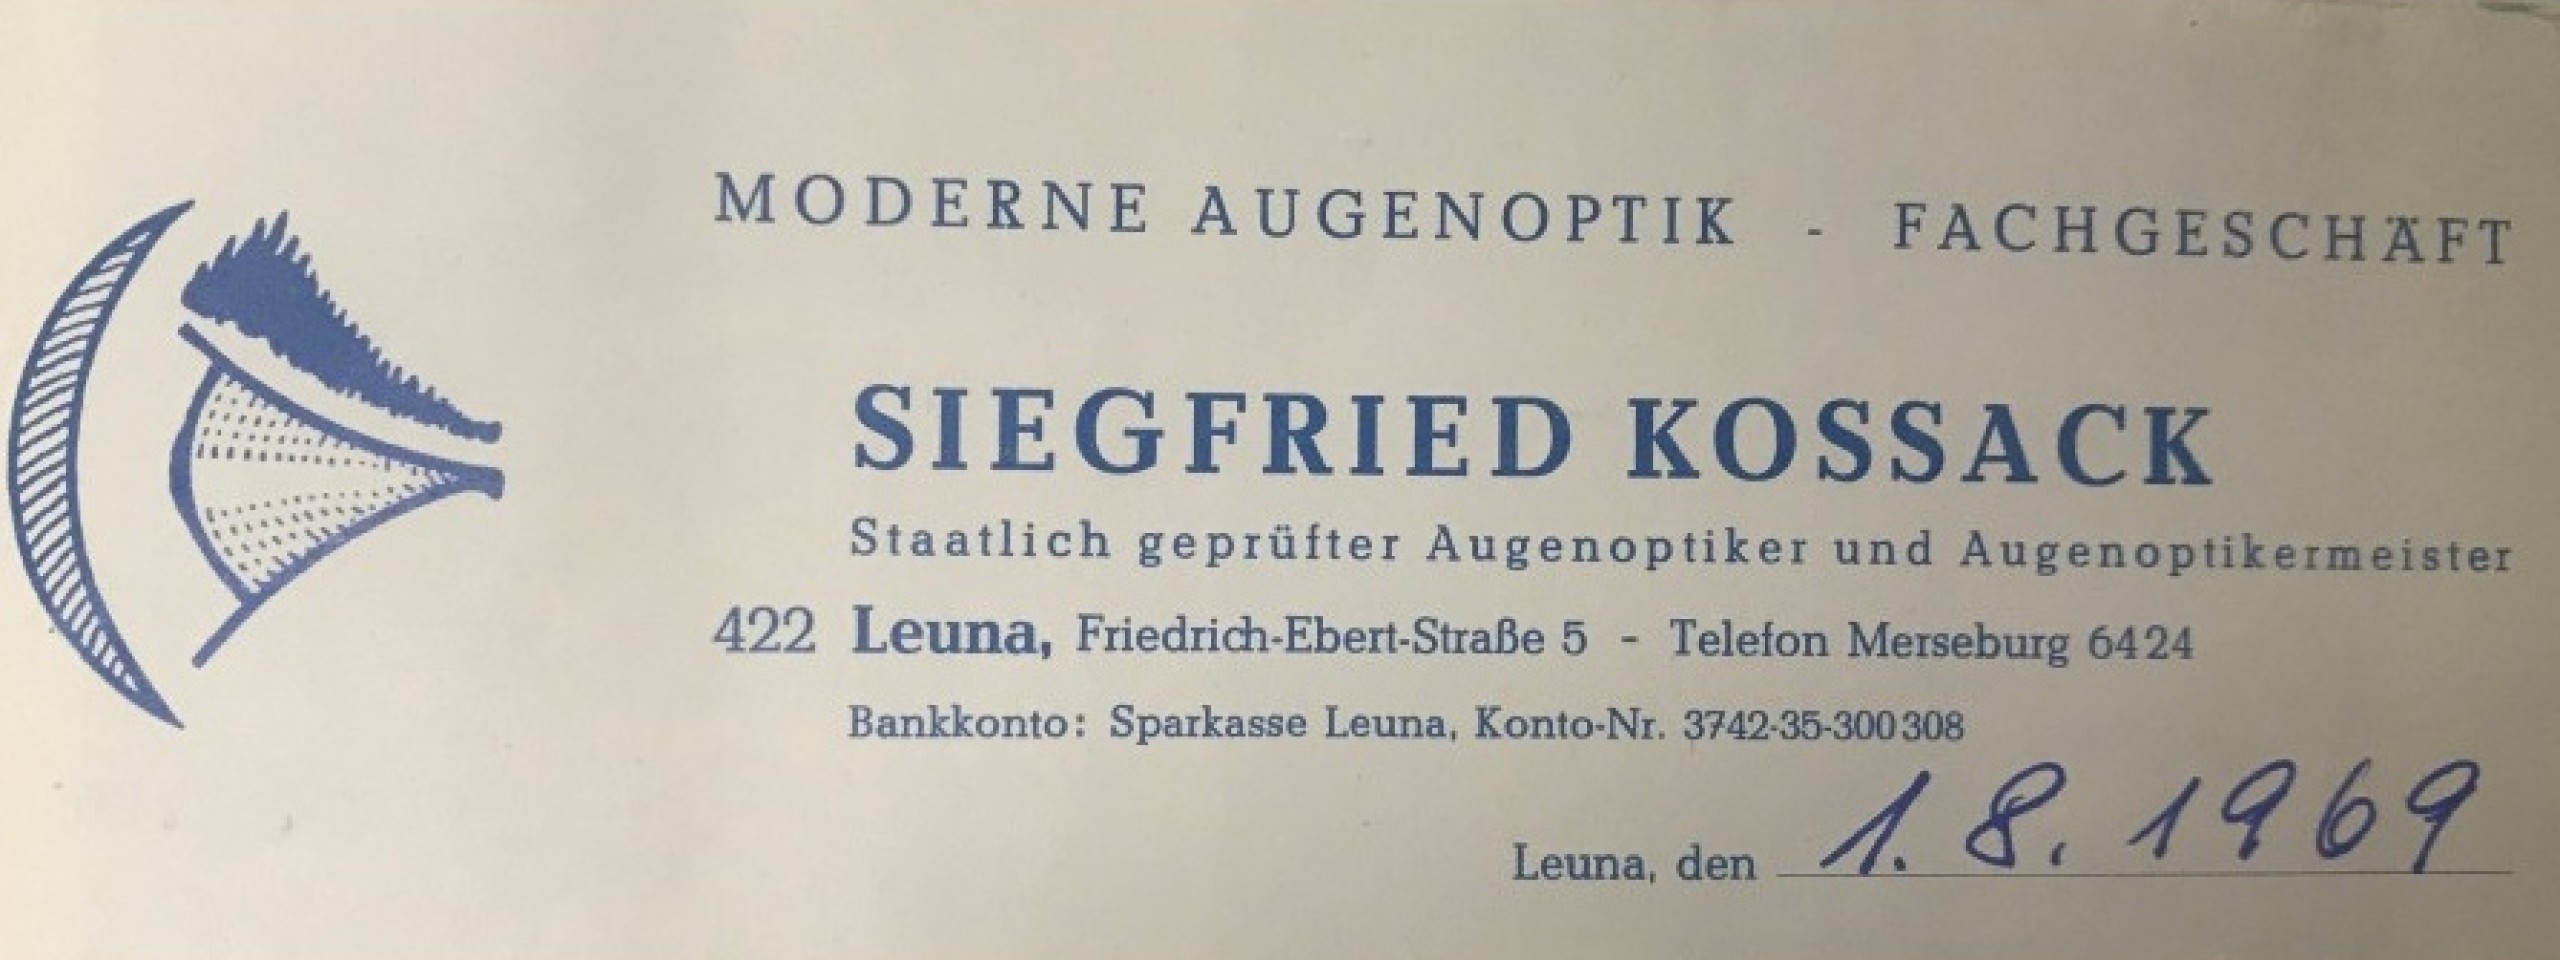 MODERNE AUGENOPTIK - FACHGESCHÄFT
SIEGFRIED KOSSACK
Staatlich geprüfter Augenoptiker und Augenoptikermeister
422 Leuna, Friedrich-Ebert-Straße 5 - Telefon Merseburg 6424
Bankkonto: Sparkasse Leuna, Konto-Nr. 3742-35-300308
Leuna, den 1. 8. 1969